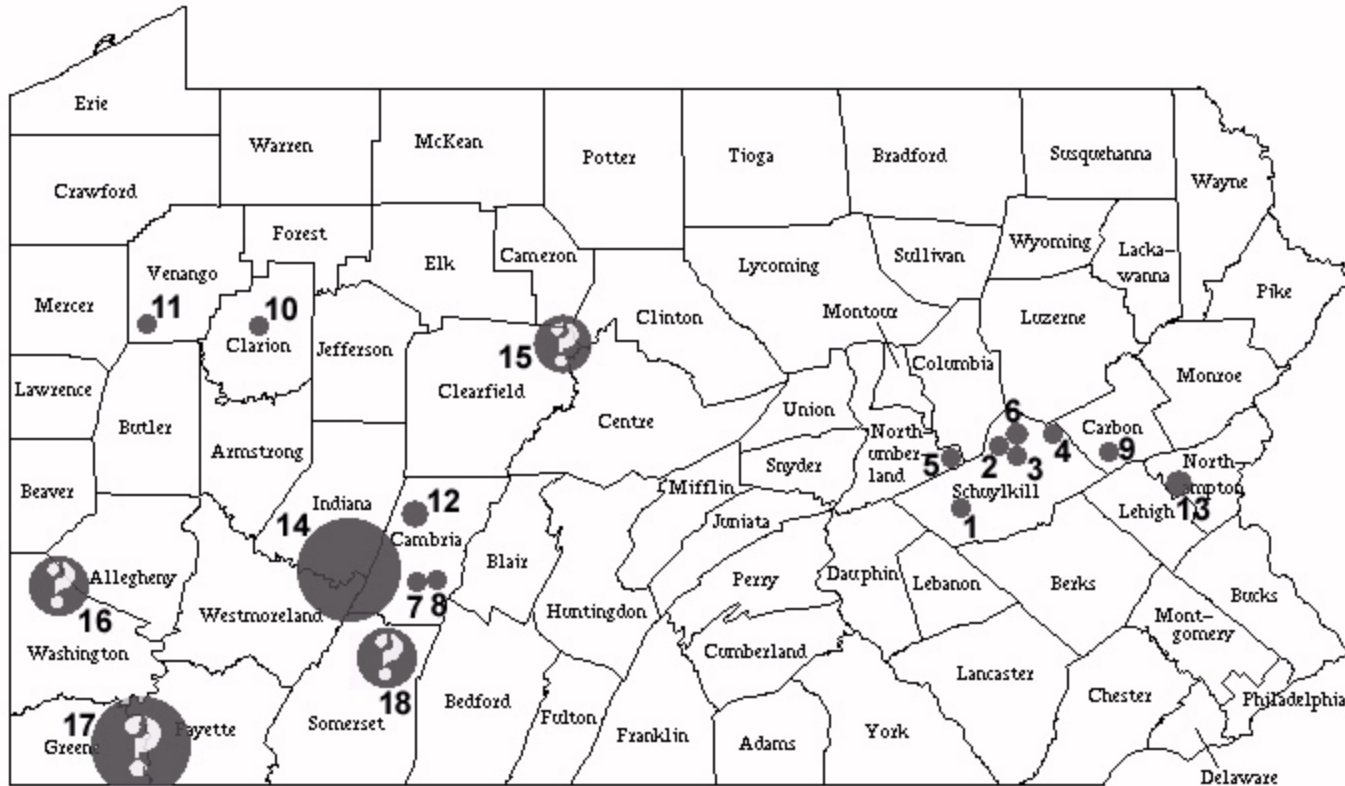 Erie
Warren
McKean
Potter
Tioga
Bradford
Susquehanna
Wayne
Crawford
Forest
Cameron
Elk
Venango
Mercer
11
10
Clarion
Jefferson
15
?
Clinton
Lycoming
Sullivan
Wyoming
Lacka-
wanna
Pike
Montour
Luzerne
Columbia
Monroe
Lawrence
Butler
Clearfield
Centre
Union
Armstrong
North-
umber
land
Snyder
6
2
3
4
5
Carbon
9
Beaver
Indiana
14
12
Cambria
7
8
Mifflin
Juniata
Schuylkill
1
North
ampton
Lehigh
13
?
16
Allegheny
Westmoreland
Blair
Huntingdon
Perry
Dauphin
Lebanon
Berks
Bucks
Mont-
gomery
Washington
?
18
Somerset
Bedford
Fulton
Cumberland
Lancaster
Chester
Philadelphia
17
?
Greene
Fayette
Franklin
Adams
York
Delaware